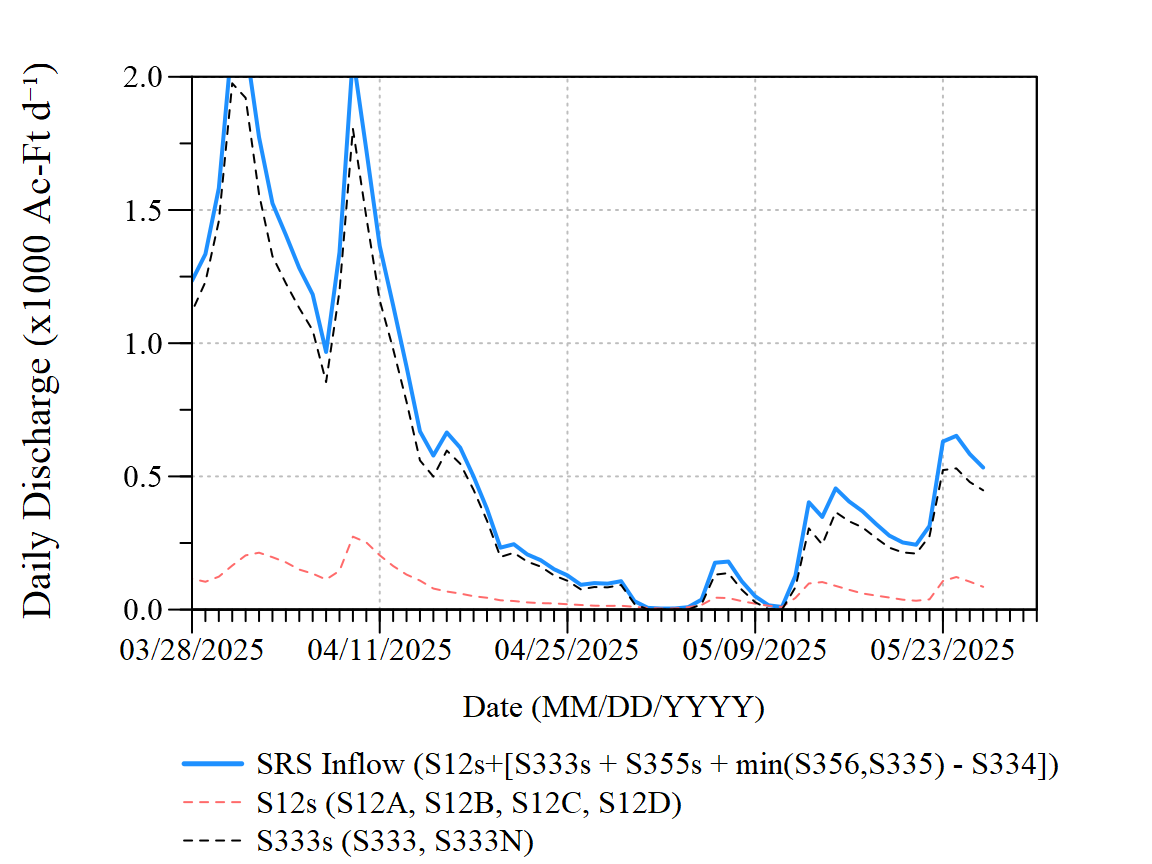 Daily Discharge (x1000 Ac-Ft d⁻¹)
2.0
1.5
1.0
0.5
0.0
03/28/2025 04/11/2025 04/25/2025 05/09/2025 05/23/2025
Date (MM/DD/YYYY)
SRS Inflow (S12s+[S333s + S355s + min(S356,S335) - S334])
S12s (S12A, S12B, S12C, S12D)
S333s (S333, S333N)